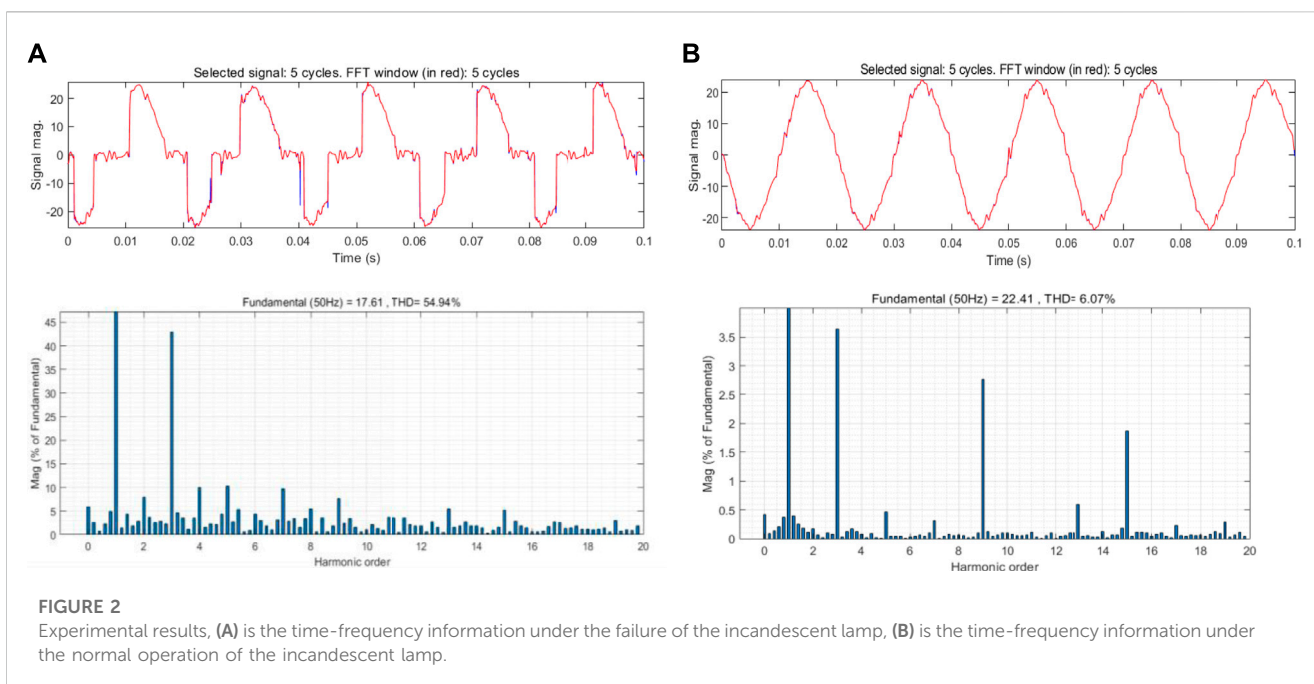 A
Selected signal: 5 cycles. FFT window (in red): 5 cycles
Signal mag.
20
10
0
-10
-20
0 0.01 0.02 0.03 0.04 0.05 0.06 0.07 0.08 0.09 0.1
Time (s)
Fundamental (50Hz) = 17.61 , THD= 54.94%
Mag (% of Fundamental)
45
40
35
30
25
20
15
10
5
0
0 2 4 6 8 10 12 14 16 18 20
Harmonic order
B
Selected signal: 5 cycles. FFT window (in red): 5 cycles
Signal mag.
20
10
0
-10
-20
0 0.01 0.02 0.03 0.04 0.05 0.06 0.07 0.08 0.09 0.1
Time (s)
Fundamental (50Hz) = 22.41 , THD= 6.07%
Mag (% of Fundamental)
3.5
3
2.5
2
1.5
1
0.5
0
0 2 4 6 8 10 12 14 16 18 20
Harmonic order
FIGURE 2
Experimental results, (A) is the time-frequency information under the failure of the incandescent lamp, (B) is the time-frequency information under
the normal operation of the incandescent lamp.